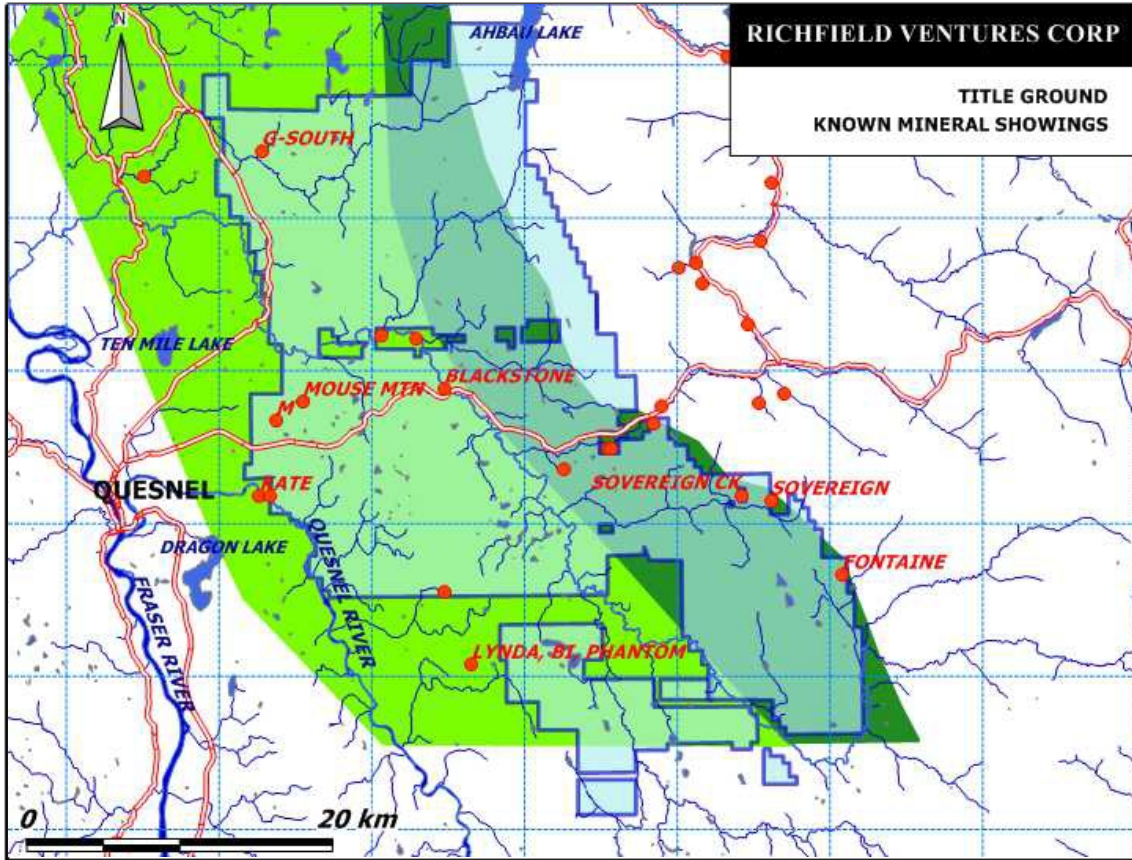 N
AHBAU LAKE
RICHFIELD VENTURES CORP
TITLE GROUND
KNOWN MINERAL SHOWINGS
G-SOUTH
TEN MILE LAKE
BLACKSTONE
MOUSE MTN
M
QUESNEL
KATE
SOVEREIGN CK
SOVEREIGN
QUESNEL RIVER
DRAGON LAKE
FONTAINE
FRASER RIVER
LYNDA, BI, PHANTOM
0 20 km